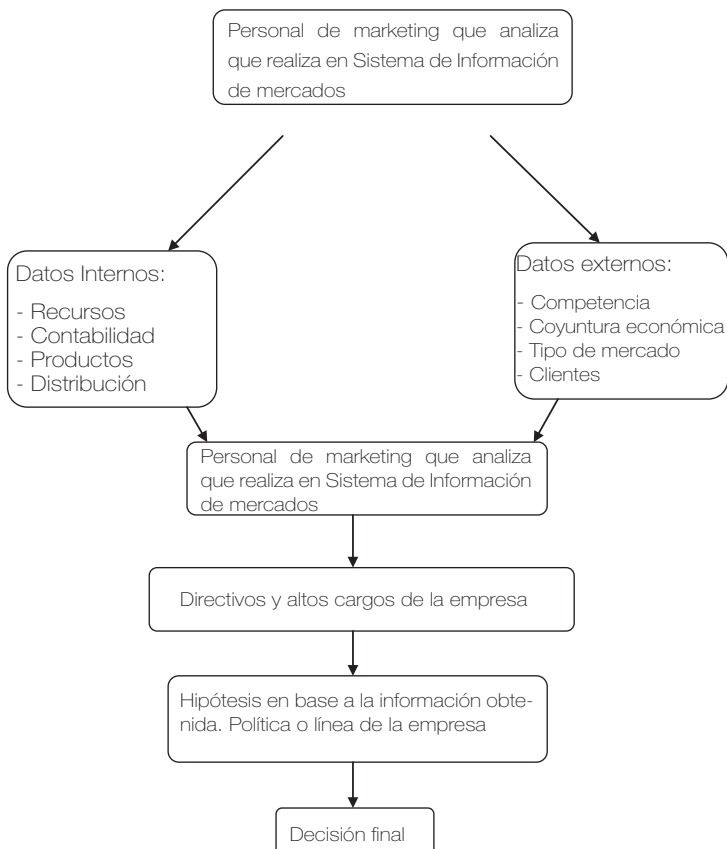 Personal de marketing que analiza
que realiza en Sistema de Información
de mercados
Datos Internos:
- Recursos
- Contabilidad
- Productos
- Distribución
Datos externos:
- Competencia
- Coyuntura económica
- Tipo de mercado
- Clientes
Personal de marketing que analiza
que realiza en Sistema de Información
de mercados
Directivos y altos cargos de la empresa
Hipótesis en base a la información obte-
nida. Política o línea de la empresa
Decisión final